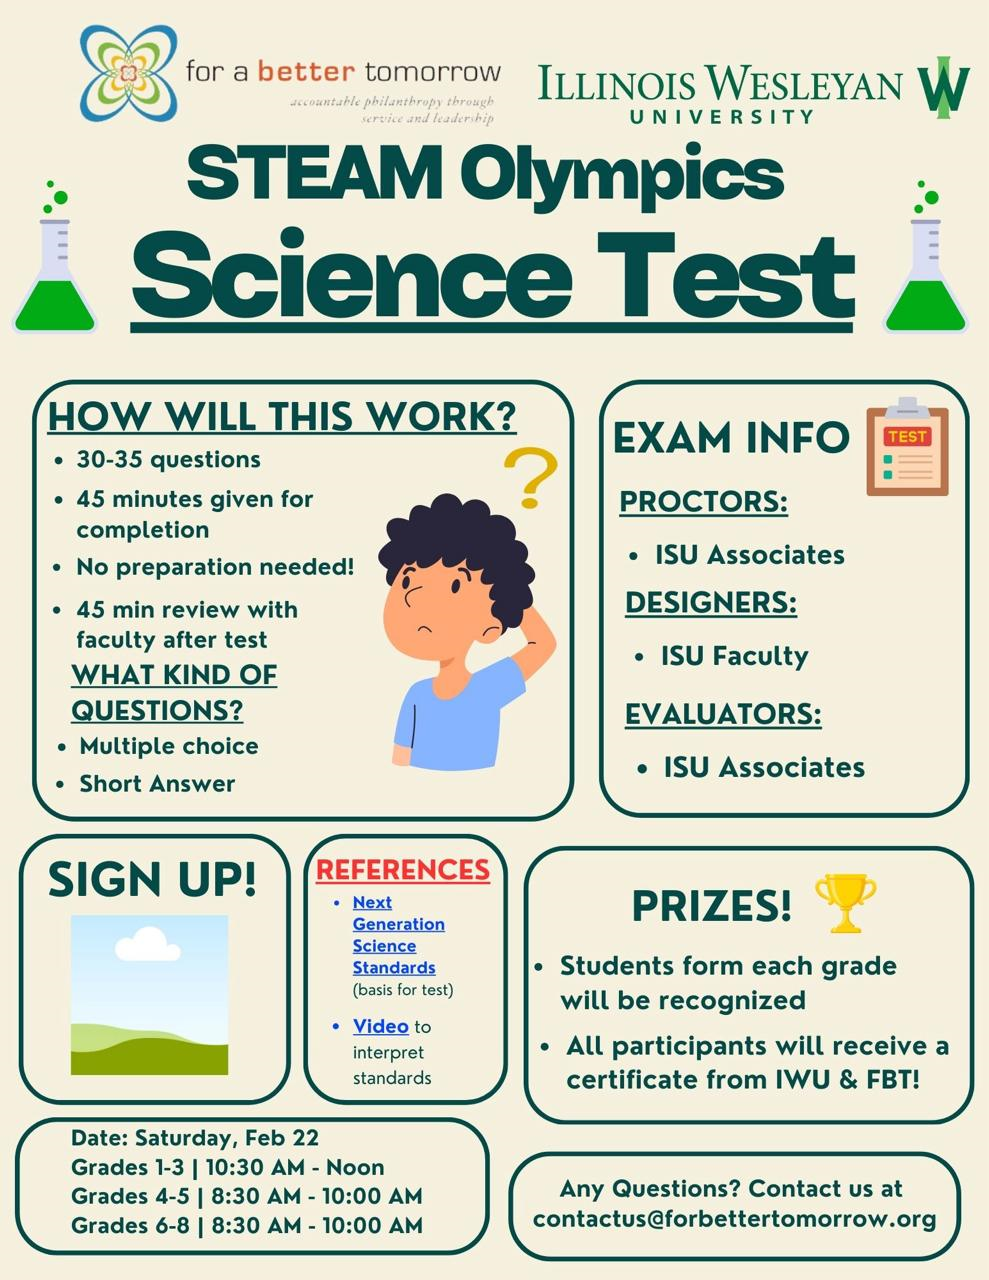 for a better tomorrow
accountable philanthropy through
service and leadership
ILLINOIS WESLEYAN
UNIVERSITY
W
STEAM Olympics
Science Test
HOW WILL THIS WORK?
• 30-35 questions
• 45 minutes given for
completion
• No preparation needed!
• 45 min review with
faculty after test
WHAT KIND OF
QUESTIONS?
• Multiple choice
• Short Answer
?
EXAM INFO
TEST
PROCTORS:
• ISU Associates
DESIGNERS:
• ISU Faculty
EVALUATORS:
• ISU Associates
SIGN UP!
REFERENCES
• Next
Generation
Science
Standards
(basis for test)
• Video to
interpret
standards
PRIZES!
• Students form each grade
will be recognized
• All participants will receive a
certificate from IWU & FBT!
Date: Saturday, Feb 22
Grades 1-3 | 10:30 AM - Noon
Grades 4-5 | 8:30 AM - 10:00 AM
Grades 6-8 | 8:30 AM - 10:00 AM
Any Questions? Contact us at
contactus@forbettertomorrow.org